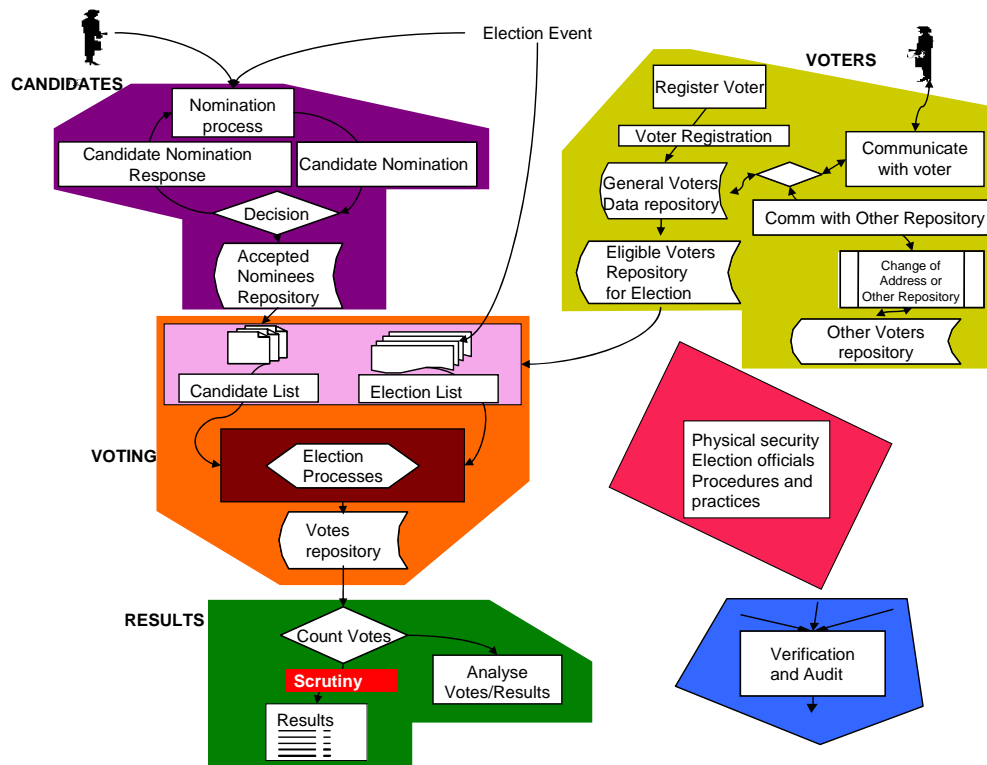 Election Event
CANDIDATES
Nomination
process
Candidate Nomination
Response
Candidate Nomination
Decision
Accepted
Nominees
Repository
VOTERS
Register Voter
Voter Registration
Communicate
with voter
General Voters
Data repository
Comm with Other Repository
Eligible Voters
Repository
for Election
Change of
Address or
Other Repository
Other Voters
repository
Candidate List
Election List
VOTING
Election
Processes
Votes
repository
Physical security
Election officials
Procedures and
practices
RESULTS
Count Votes
Scrutiny
Analyse
Votes/Results
Results
Verification
and Audit